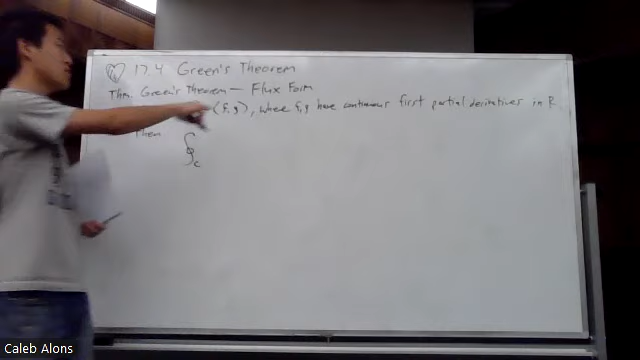 17.4 Green's Theorem
Thm. Green's Theorem — Flux Form
(f,g), where f,g have continuous first partial derivatives in R.
Then ∮c
Caleb Alons